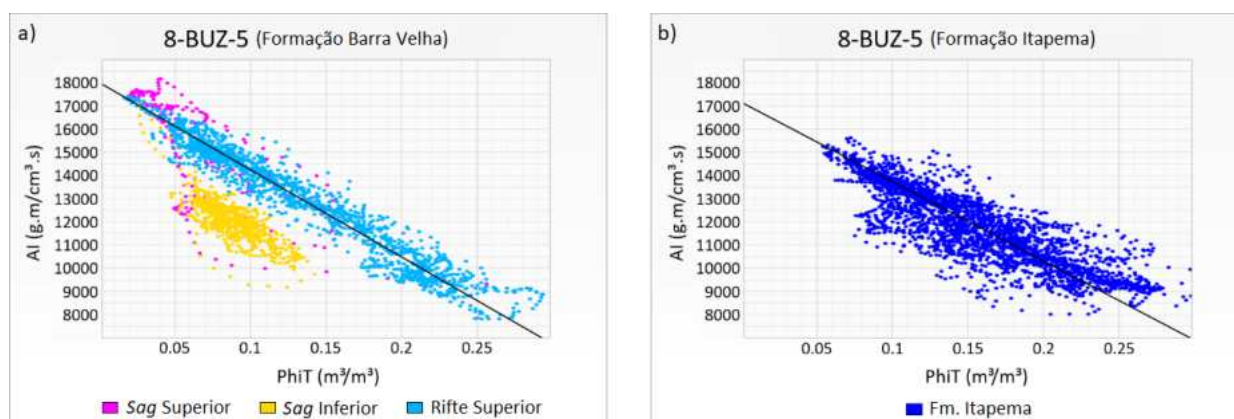 a)
8-BUZ-5 (Formação Barra Velha)
18000
17000
16000
15000
14000
13000
12000
11000
10000
9000
8000
AI (g.m/cm³.s)
0.05 0.1 0.15 0.2 0.25
PhiT (m³/m³)
Sag Superior Sag Inferior Rifte Superior
b)
8-BUZ-5 (Formação Itapema)
18000
17000
16000
15000
14000
13000
12000
11000
10000
9000
8000
AI (g.m/cm³.s)
0.05 0.1 0.15 0.2 0.25
PhiT (m³/m³)
Fm. Itapema